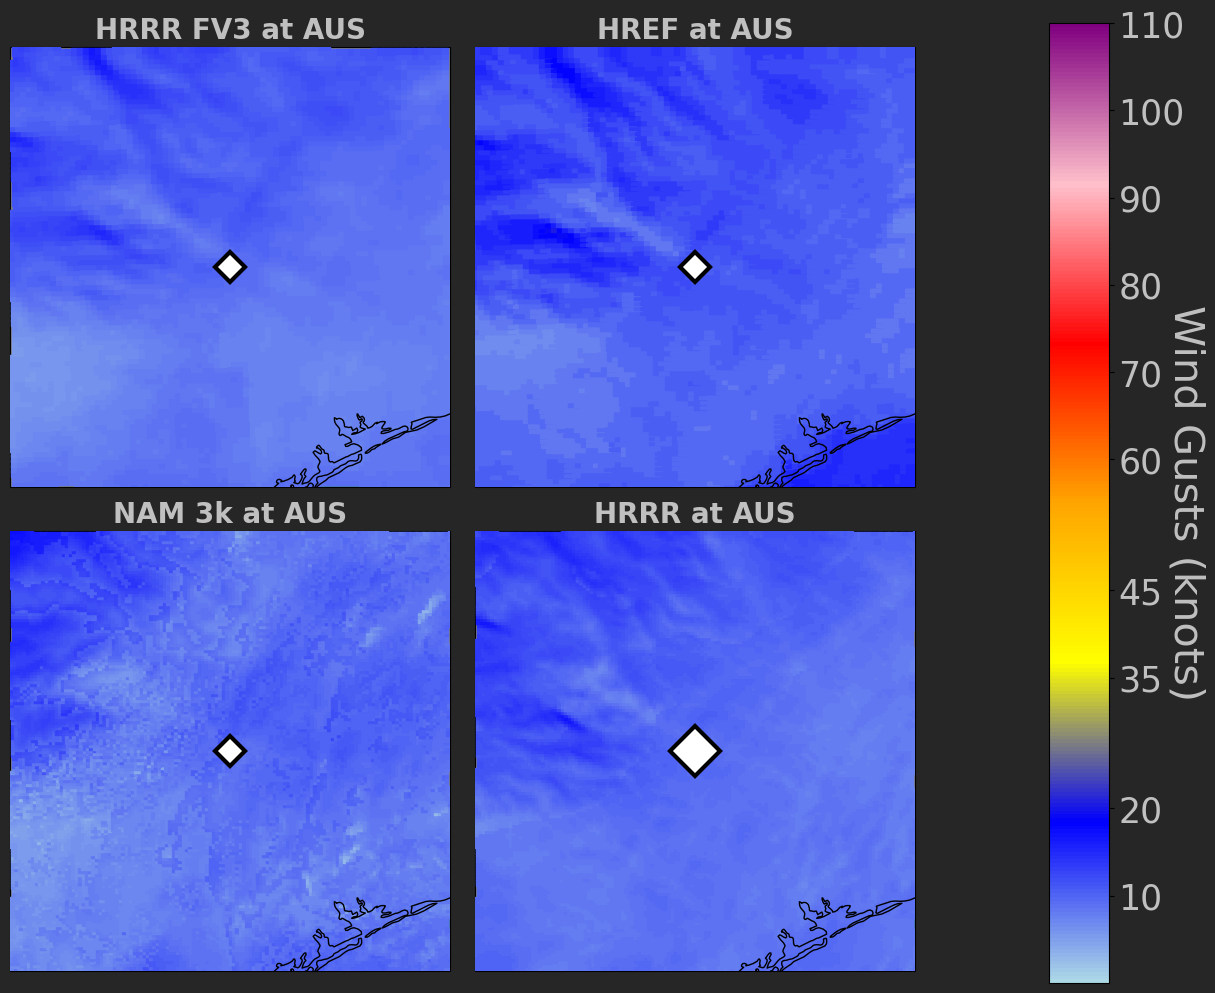 HRRR FV3 at AUS
HREF at AUS
NAM 3k at AUS
HRRR at AUS
110
100
90
80
70
60
45
35
20
10
Wind Gusts (knots)